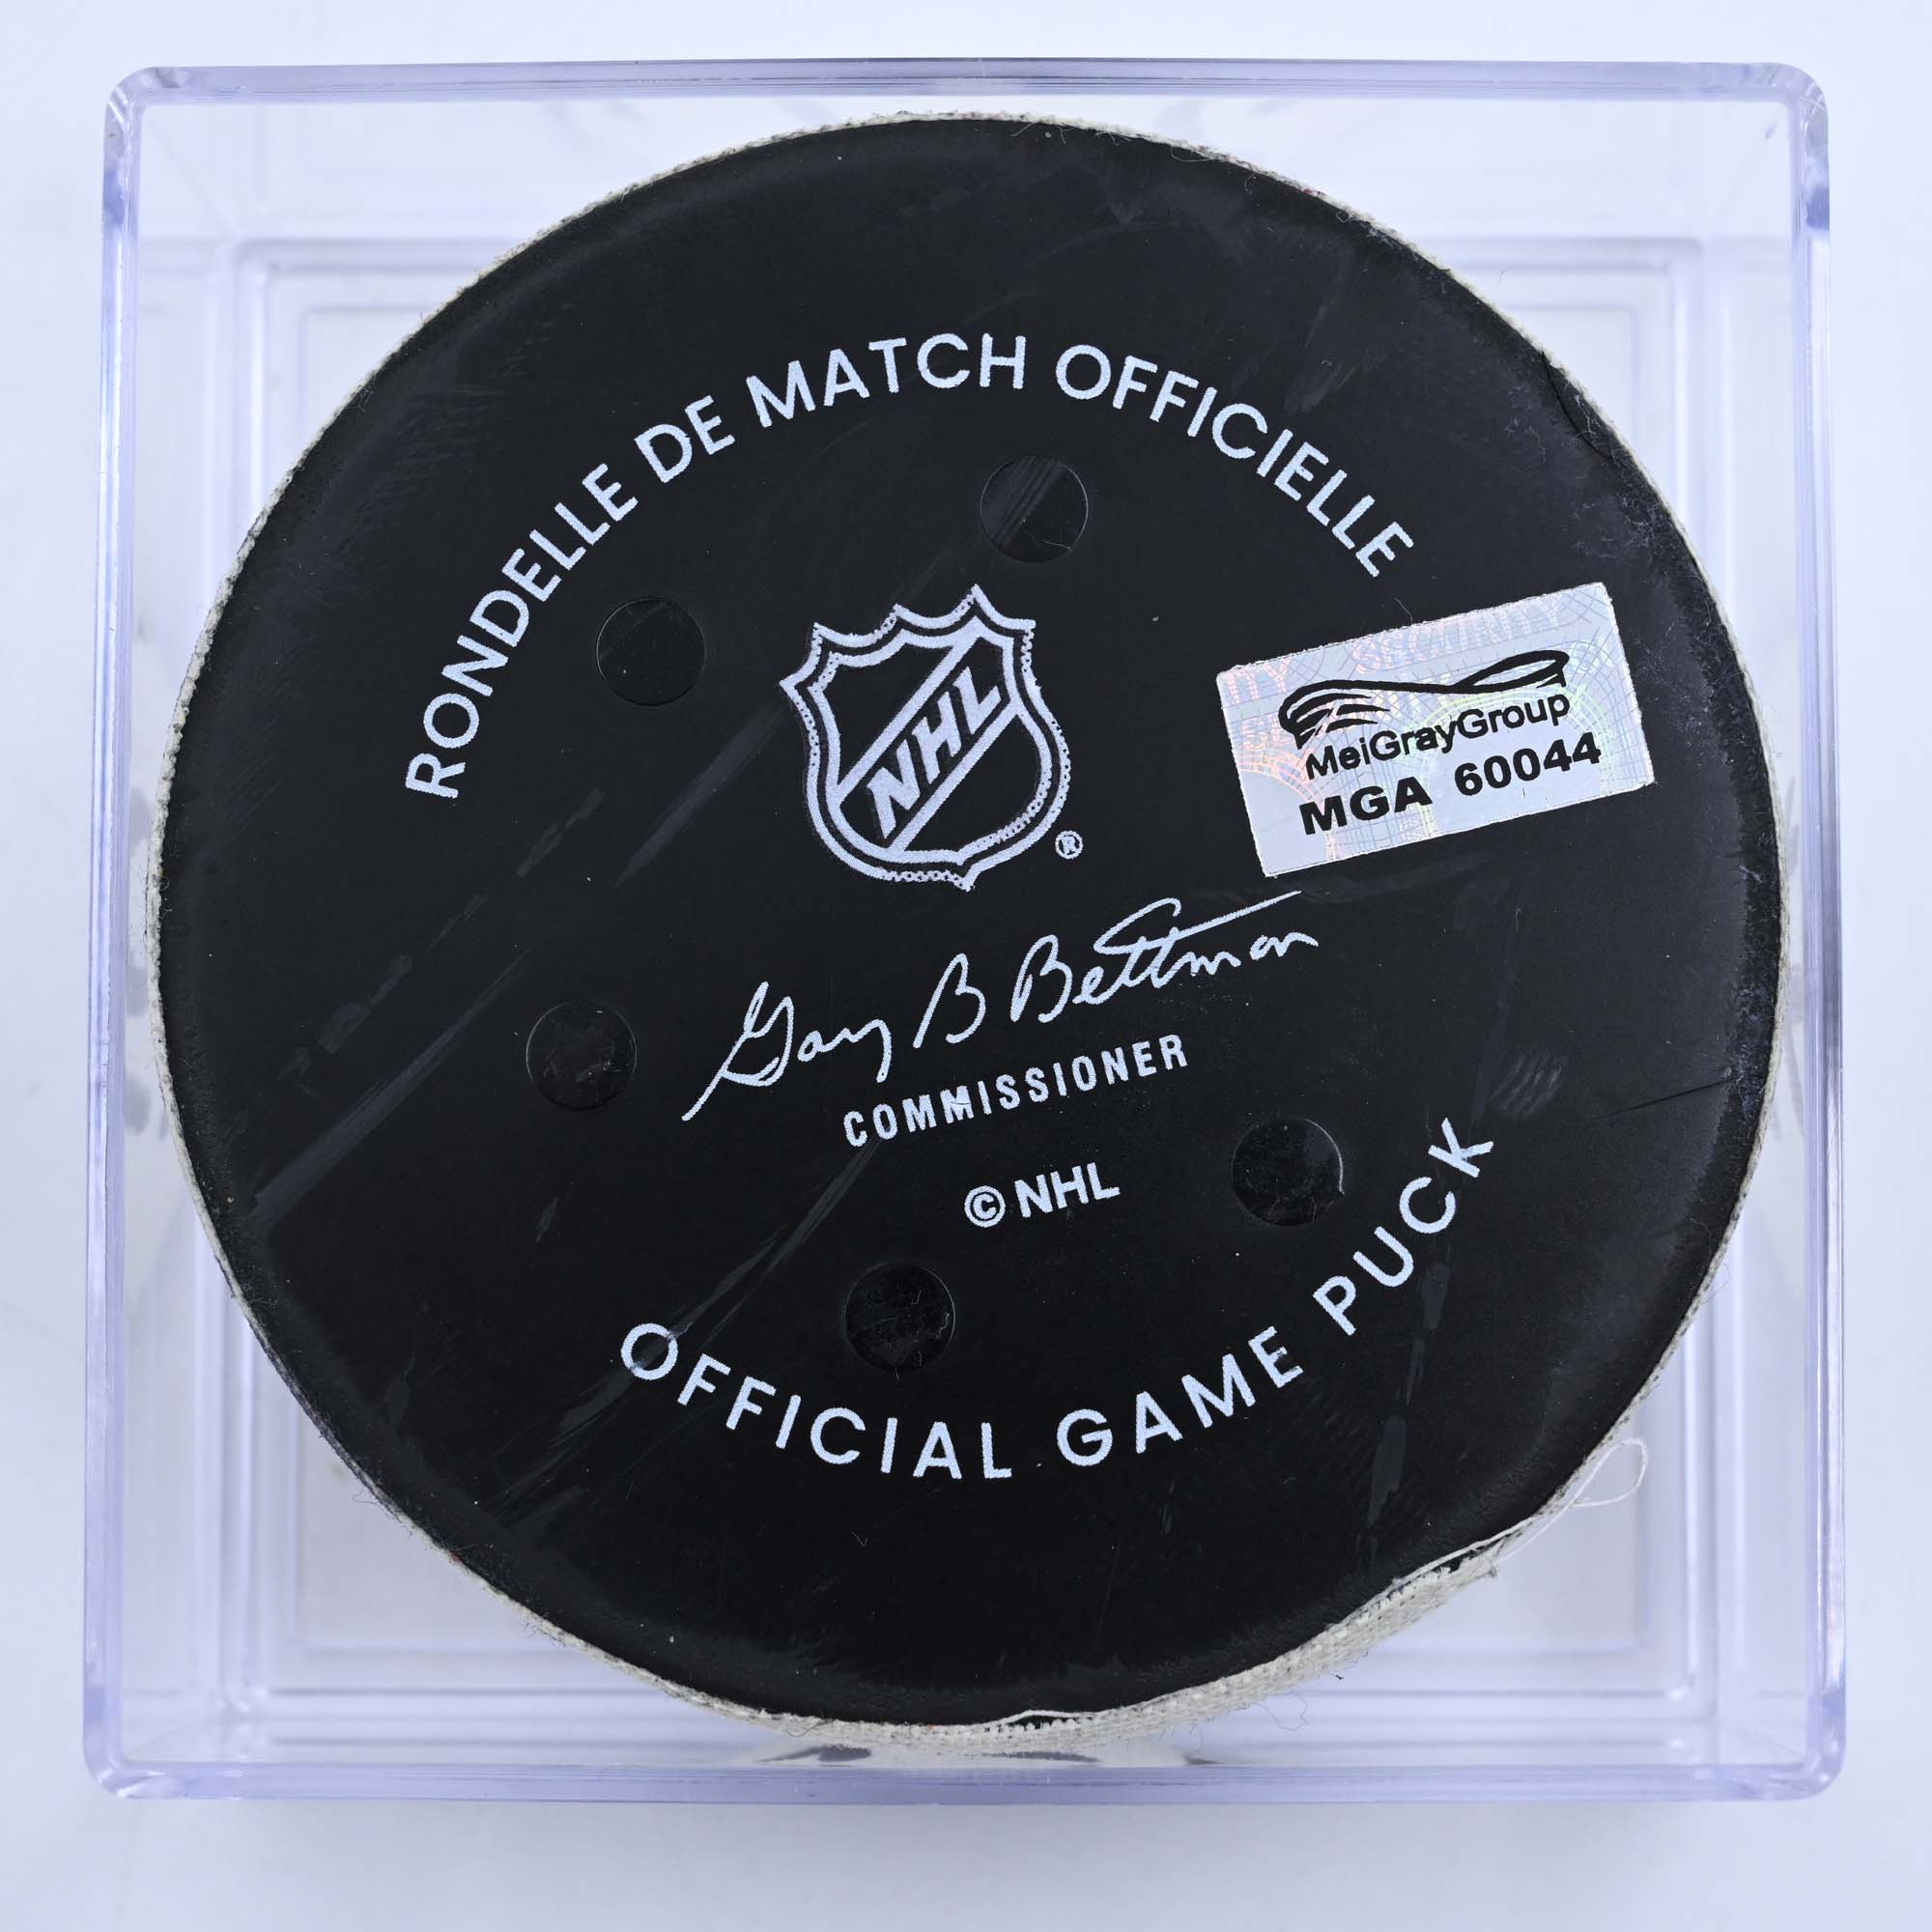 RONDELLE DE MATCH OFFICIELLE
NHL
®
MeiGrayGroup
MGA 60044
Gary B Bettman
COMMISSIONER
© NHL
OFFICIAL GAME PUCK